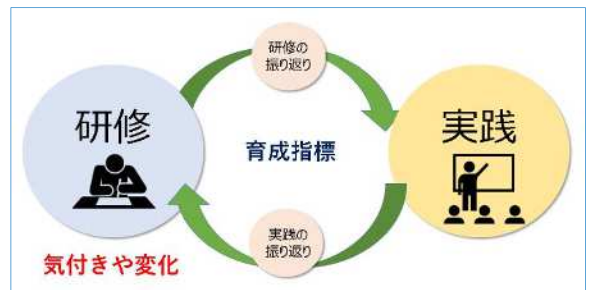 研修の
振り返り
研修
育成指標
実践
実践の
振り返り
気付きや変化